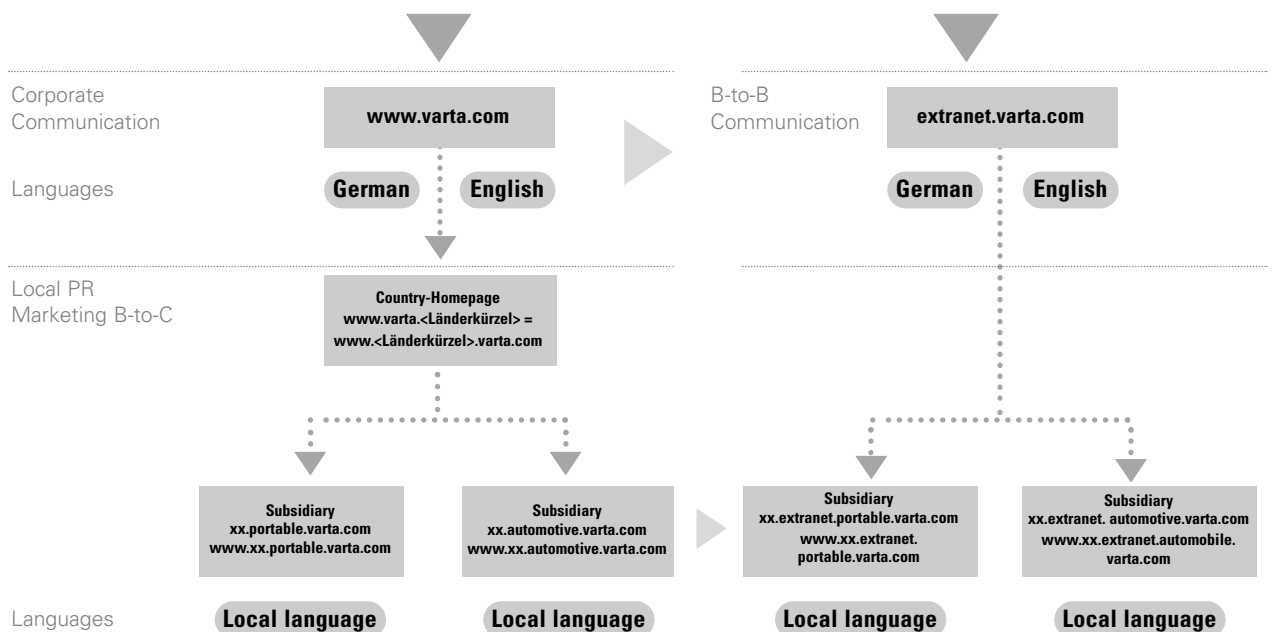 Corporate
Communication
www.varta.com
B-to-B
Communication
extranet.varta.com
Languages
German
English
German
English
Local PR
Marketing B-to-C
Country-Homepage
www.varta.<Länderkürzel> =
www.<Länderkürzel>.varta.com
Subsidiary
xx.portable.varta.com
www.xx.portable.varta.com
Subsidiary
xx.automotive.varta.com
www.xx.automotive.varta.com
Subsidiary
xx.extranet.portable.varta.com
www.xx.extranet.
portable.varta.com
Subsidiary
xx.extranet. automotive.varta.com
www.xx.extranet.automobile.
varta.com
Languages
Local language
Local language
Local language
Local language